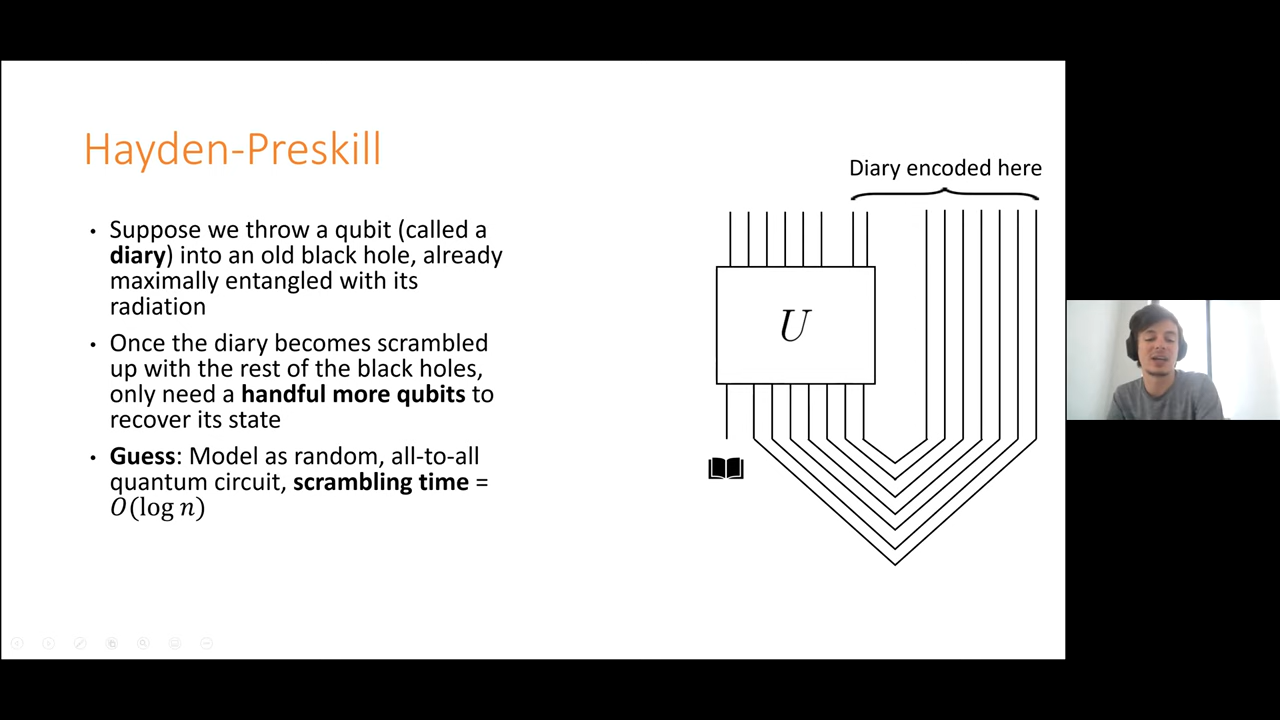 Hayden-Preskill
• Suppose we throw a qubit (called a
diary) into an old black hole, already
maximally entangled with its
radiation
• Once the diary becomes scrambled
up with the rest of the black holes,
only need a handful more qubits to
recover its state
• Guess: Model as random, all-to-all
quantum circuit, scrambling time =
O(log n)
Diary encoded here
U